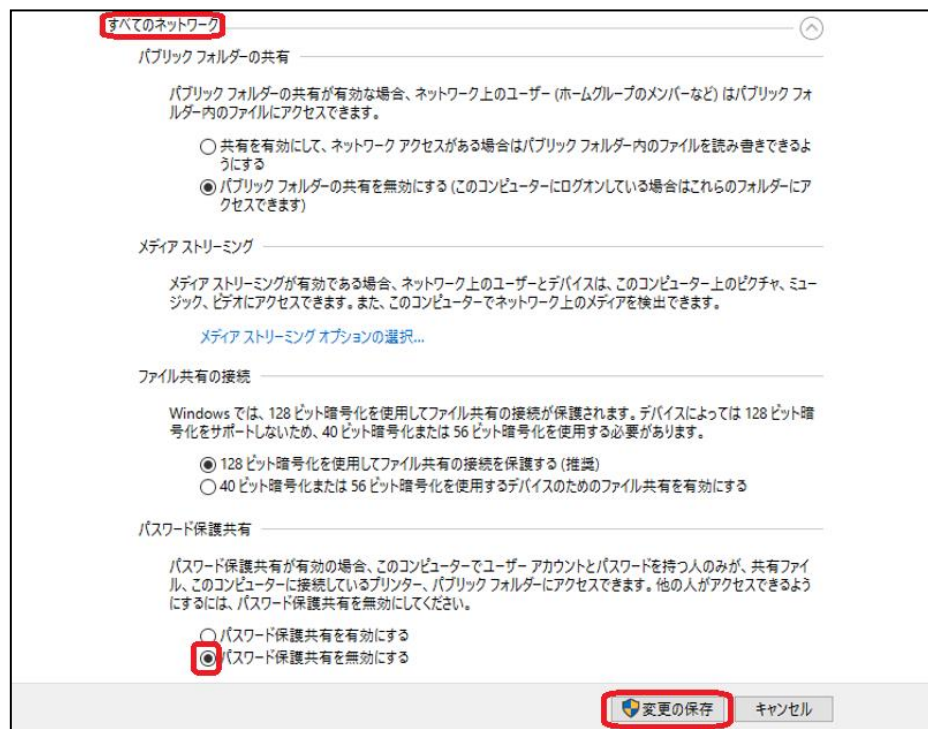 すべてのネットワーク
パブリック フォルダーの共有
パブリック フォルダーの共有が有効な場合、ネットワーク上のユーザー (ホームグループのメンバーなど) はパブリック フォ
ルダー内のファイルにアクセスできます。
共有を有効にして、ネットワーク アクセスがある場合はパブリック フォルダー内のファイルを読み書きできるよ
うにする
パブリック フォルダーの共有を無効にする (このコンピューターにログオンしている場合はこれらのフォルダーにア
クセスできます)
メディア ストリーミング
メディア ストリーミングが有効である場合、ネットワーク上のユーザーとデバイスは、このコンピューター上のピクチャ、ミュー
ジック、ビデオにアクセスできます。また、このコンピューターでネットワーク上のメディアを検出できます。
メディア ストリーミング オプションの選択...
ファイル共有の接続
Windows では、128 ビット暗号化を使用してファイル共有の接続が保護されます。デバイスによっては 128 ビット暗
号化をサポートしないため、40 ビット暗号化または 56 ビット暗号化を使用する必要があります。
128 ビット暗号化を使用してファイル共有の接続を保護する (推奨)
40 ビット暗号化または 56 ビット暗号化を使用するデバイスのためのファイル共有を有効にする
パスワード保護共有
パスワード保護共有が有効の場合、このコンピューターでユーザー アカウントとパスワードを持つ人のみが、共有ファイ
ル、このコンピューターに接続しているプリンター、パブリック フォルダーにアクセスできます。他の人がアクセスできるよう
にするには、パスワード保護共有を無効にしてください。
パスワード保護共有を有効にする
パスワード保護共有を無効にする
変更の保存 キャンセル